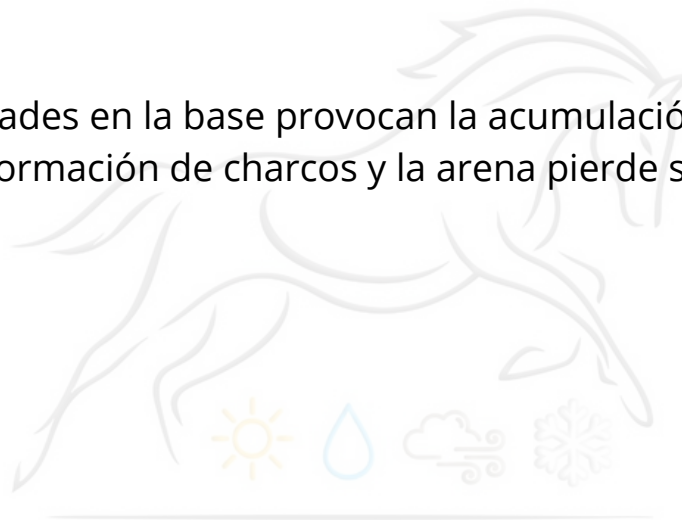 ades en la base provocan la acumulació
ormación de charcos y la arena pierde s